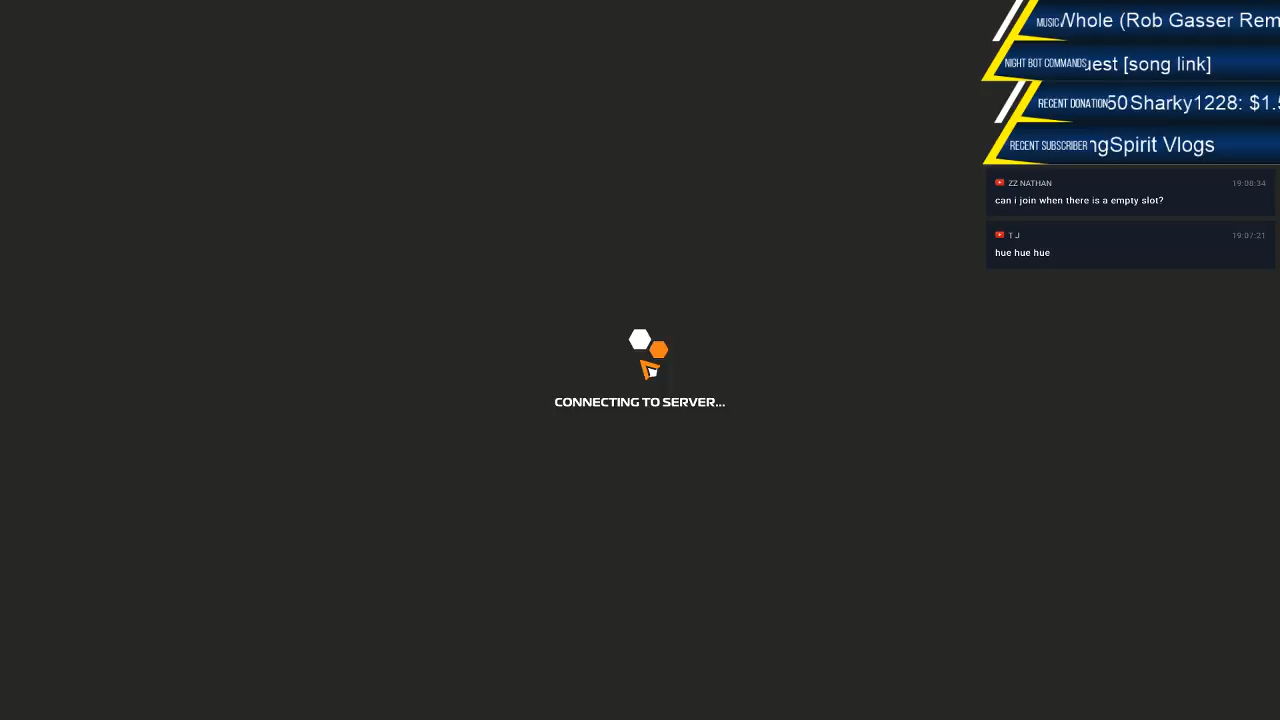 MUSIC Whole (Rob Gasser Rem
NIGHT BOT COMMANDS uest [song link]
RECENT DONATION 50 Sharky1228: $1.5
RECENT SUBSCRIBER ngSpirit Vlogs
ZZ NATHAN 19:08:34
can i join when there is a empty slot?
T J 19:07:21
hue hue hue
CONNECTING TO SERVER...